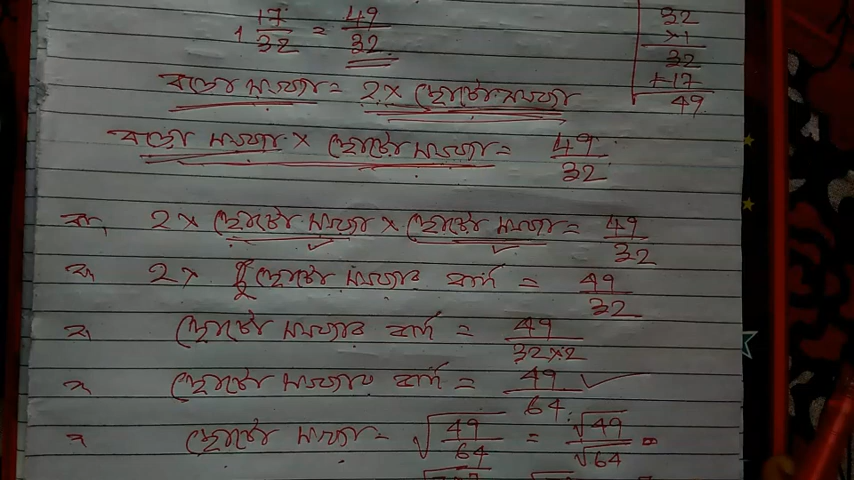 1 17/32 = 49/32
32
×1
32
+17
49
বড়ো সংখ্যা = 2 × ছোটো সংখ্যা
বড়ো সংখ্যা × ছোটো সংখ্যা = 49/32
বা, 2 × ছোটো সংখ্যা × ছোটো সংখ্যা = 49/32
বা, 2 × ছোটো সংখ্যার বর্গ = 49/32
বা, ছোটো সংখ্যার বর্গ = 49/32×2
বা, ছোটো সংখ্যার বর্গ = 49/64
বা, ছোটো সংখ্যা = √49/64 = √49/√64 =